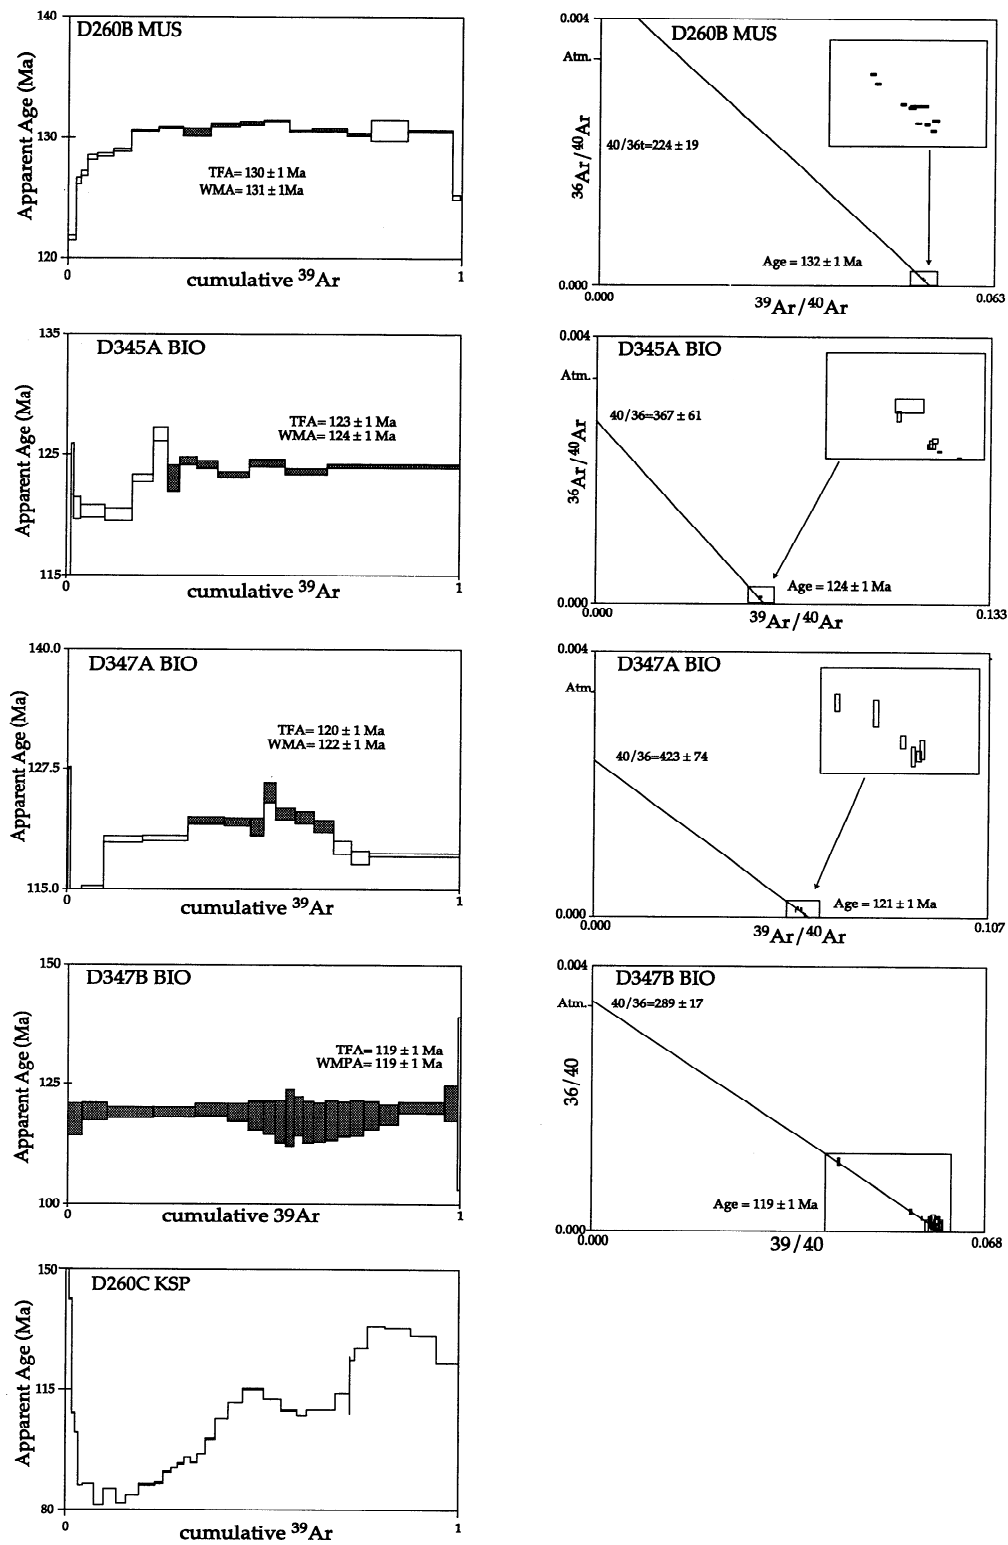 140
D260B MUS
Apparent Age (Ma)
130
TFA= 130 ± 1 Ma
WMA= 131 ± 1Ma
120
0
cumulative 39Ar
1
0.004
D260B MUS
Atm.
36Ar/40Ar
40/36t=224 ± 19
Age = 132 ± 1 Ma
0.000
0.000
39Ar/40Ar
0.063
135
D345A BIO
Apparent Age (Ma)
125
TFA= 123 ± 1 Ma
WMA= 124 ± 1 Ma
115
0
cumulative 39Ar
1
0.004
D345A BIO
Atm.
36Ar/40Ar
40/36=367 ± 61
Age = 124 ± 1 Ma
0.000
0.000
39Ar/40Ar
0.133
140.0
D347A BIO
Apparent Age (Ma)
127.5
TFA= 120 ± 1 Ma
WMA= 122 ± 1 Ma
115.0
0
cumulative 39Ar
1
0.004
D347A BIO
Atm.
40/36=423 ± 74
Age = 121 ± 1 Ma
0.000
0.000
39Ar/40Ar
0.107
150
D347B BIO
Apparent Age (Ma)
125
TFA= 119 ± 1 Ma
WMPA= 119 ± 1 Ma
100
0
cumulative 39Ar
1
0.004
D347B BIO
Atm.
40/36=289 ± 17
36/40
Age = 119 ± 1 Ma
0.000
0.000
39/40
0.068
150
D260C KSP
Apparent Age (Ma)
115
80
0
cumulative 39Ar
1